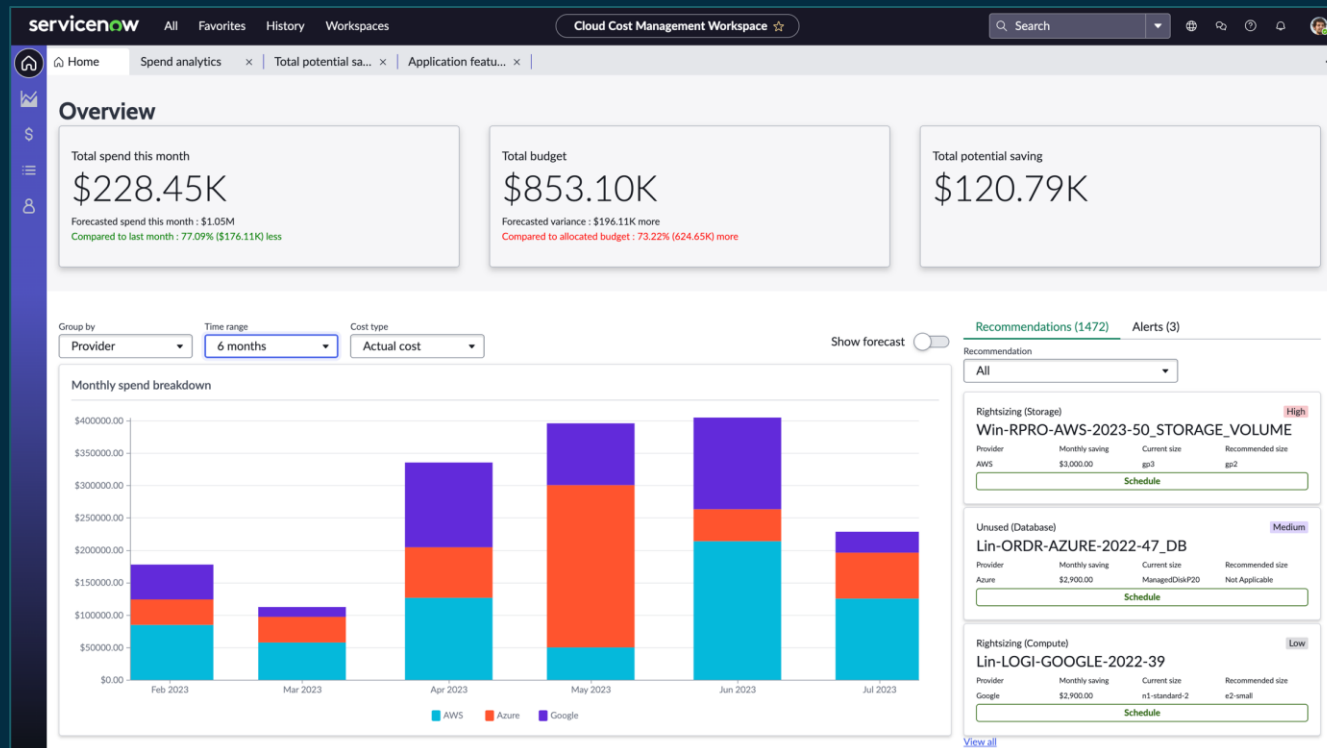 servicenow All Favorites History Workspaces Cloud Cost Management Workspace Search
Home Spend analytics Total potential sa... Application featu...
Overview
Total spend this month
$228.45K
Forecasted spend this month : $1.05M
Compared to last month : 77.09% ($176.11K) less
Total budget
$853.10K
Forecasted variance : $196.11K more
Compared to allocated budget : 73.22% (624.65K) more
Total potential saving
$120.79K
Group by Time range Cost type
Provider 6 months Actual cost
Show forecast
Monthly spend breakdown
$400000.00
$350000.00
$300000.00
$250000.00
$200000.00
$150000.00
$100000.00
$50000.00
$0.00
Feb 2023 Mar 2023 Apr 2023 May 2023 Jun 2023 Jul 2023
AWS Azure Google
Recommendations (1472) Alerts (3)
Recommendation
All
Rightsizing (Storage) High
Win-RPRO-AWS-2023-50_STORAGE_VOLUME
Provider Monthly saving Current size Recommended size
AWS $3,000.00 gp3 gp2
Schedule
Unused (Database) Medium
Lin-ORDR-AZURE-2022-47_DB
Provider Monthly saving Current size Recommended size
Azure $2,900.00 ManagedDiskP20 Not Applicable
Schedule
Rightsizing (Compute) Low
Lin-LOGI-GOOGLE-2022-39
Provider Monthly saving Current size Recommended size
Google $2,900.00 n1-standard-2 e2-small
Schedule
View all